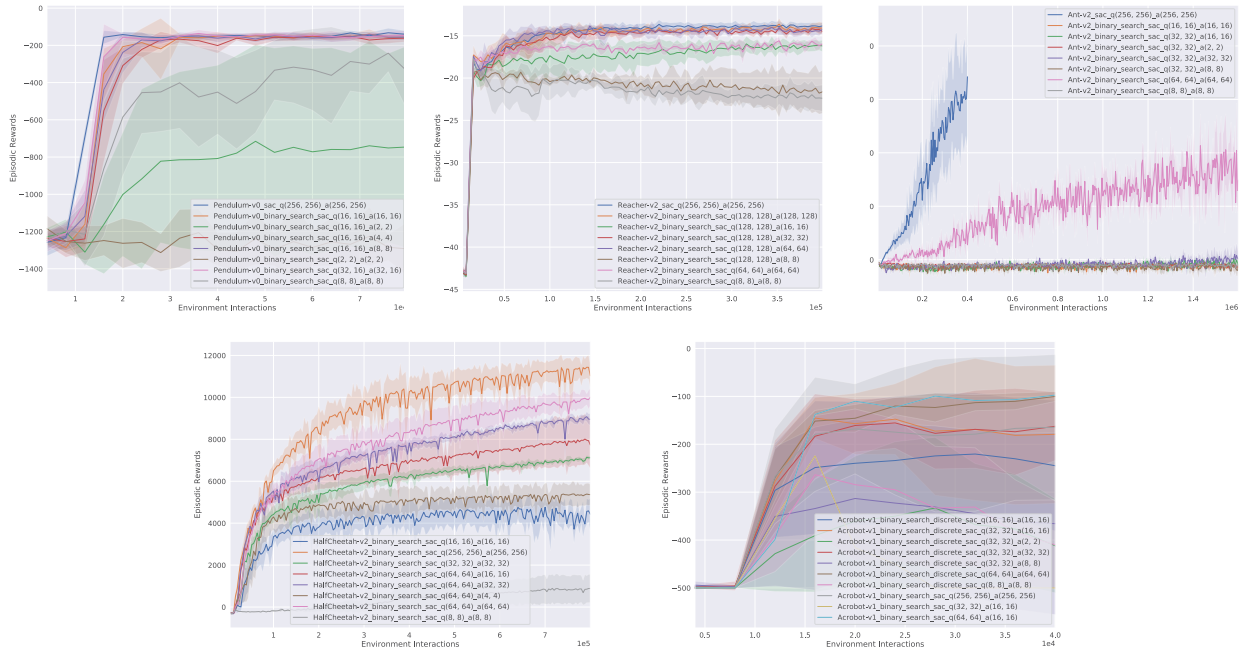 −200
−400
−600
−800
−1000
−1200
−1400
Episodic Rewards
1
2
3
4
5
6
7
Environment Interactions
Pendulum-v0_sac_q(256, 256)_a(256, 256)
Pendulum-v0_binary_search_sac_q(16, 16)_a(16, 16)
Pendulum-v0_binary_search_sac_q(16, 16)_a(2, 2)
Pendulum-v0_binary_search_sac_q(16, 16)_a(4, 4)
Pendulum-v0_binary_search_sac_q(16, 16)_a(8, 8)
Pendulum-v0_binary_search_sac_q(2, 2)_a(2, 2)
Pendulum-v0_binary_search_sac_q(32, 16)_a(32, 16)
Pendulum-v0_binary_search_sac_q(8, 8)_a(8, 8)
−15
−20
−25
−30
−35
−40
−45
Episodic Rewards
0.5
1.0
1.5
2.0
2.5
3.0
3.5
1e5
Environment Interactions
Reacher-v2_sac_q(256, 256)_a(256, 256)
Reacher-v2_binary_search_sac_q(128, 128)_a(128, 128)
Reacher-v2_binary_search_sac_q(128, 128)_a(16, 16)
Reacher-v2_binary_search_sac_q(128, 128)_a(32, 32)
Reacher-v2_binary_search_sac_q(128, 128)_a(64, 64)
Reacher-v2_binary_search_sac_q(128, 128)_a(8, 8)
Reacher-v2_binary_search_sac_q(64, 64)_a(64, 64)
Reacher-v2_binary_search_sac_q(8, 8)_a(8, 8)
0
0
0
0
0
0.2
0.4
0.6
0.8
1.0
1.2
1.4
1e6
Environment Interactions
Ant-v2_sac_q(256, 256)_a(256, 256)
Ant-v2_binary_search_sac_q(16, 16)_a(16, 16)
Ant-v2_binary_search_sac_q(32, 32)_a(16, 16)
Ant-v2_binary_search_sac_q(32, 32)_a(2, 2)
Ant-v2_binary_search_sac_q(32, 32)_a(32, 32)
Ant-v2_binary_search_sac_q(32, 32)_a(8, 8)
Ant-v2_binary_search_sac_q(64, 64)_a(64, 64)
Ant-v2_binary_search_sac_q(8, 8)_a(8, 8)
12000
10000
8000
6000
4000
2000
0
Episodic Rewards
1
2
3
4
5
6
7
1e5
Environment Interactions
HalfCheetah-v2_binary_search_sac_q(16, 16)_a(16, 16)
HalfCheetah-v2_binary_search_sac_q(256, 256)_a(256, 256)
HalfCheetah-v2_binary_search_sac_q(32, 32)_a(32, 32)
HalfCheetah-v2_binary_search_sac_q(64, 64)_a(16, 16)
HalfCheetah-v2_binary_search_sac_q(64, 64)_a(32, 32)
HalfCheetah-v2_binary_search_sac_q(64, 64)_a(4, 4)
HalfCheetah-v2_binary_search_sac_q(64, 64)_a(64, 64)
HalfCheetah-v2_binary_search_sac_q(8, 8)_a(8, 8)
0
−100
−200
−300
−400
−500
Episodic Rewards
0.5
1.0
1.5
2.0
2.5
3.0
3.5
4.0
1e4
Environment Interactions
Acrobot-v1_binary_search_discrete_sac_q(16, 16)_a(16, 16)
Acrobot-v1_binary_search_discrete_sac_q(32, 32)_a(16, 16)
Acrobot-v1_binary_search_discrete_sac_q(32, 32)_a(2, 2)
Acrobot-v1_binary_search_discrete_sac_q(32, 32)_a(32, 32)
Acrobot-v1_binary_search_discrete_sac_q(32, 32)_a(8, 8)
Acrobot-v1_binary_search_discrete_sac_q(64, 64)_a(64, 64)
Acrobot-v1_binary_search_discrete_sac_q(8, 8)_a(8, 8)
Acrobot-v1_binary_search_sac_q(256, 256)_a(256, 256)
Acrobot-v1_binary_search_sac_q(32, 32)_a(16, 16)
Acrobot-v1_binary_search_sac_q(64, 64)_a(16, 16)